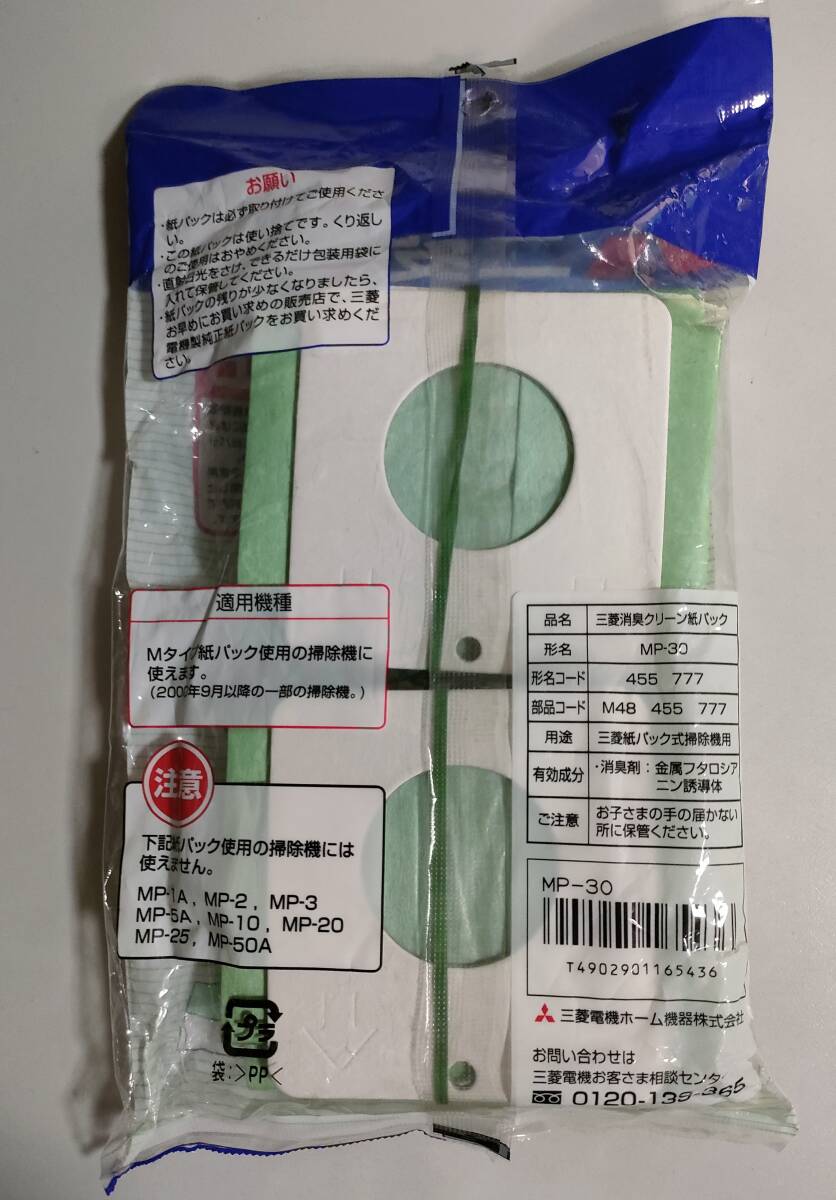 お願い
・紙パックは必ず取り付けてご使用くださ
い。
・この紙パックは使い捨てです。くり返し
のご使用はおやめください。
・直射日光をさけ、できるだけ包装用袋に
入れて保管してください。
・紙パックの残りが少なくなりましたら、
お早めにお買い求めの販売店で、三菱
電機製純正紙パックをお買い求めくだ
さい。
適用機種
Mタイプ紙パック使用の掃除機に
使えます。
(2000年9月以降の一部の掃除機。)
注意
下記紙パック使用の掃除機には
使えません。
MP-1A, MP-2, MP-3
MP-5A, MP-10, MP-20
MP-25, MP-50A
プラ
袋:>PP<
品名 三菱消臭クリーン紙パック
形名 MP-30
形名コード 455 777
部品コード M48 455 777
用途 三菱紙パック式掃除機用
有効成分 ・消臭剤:金属フタロシア
ニン誘導体
ご注意 お子さまの手の届かない
所に保管ください。
MP-30
T4902901165436
三菱電機ホーム機器株式会社
お問い合わせは
三菱電機お客さま相談センタ
0120-139-365